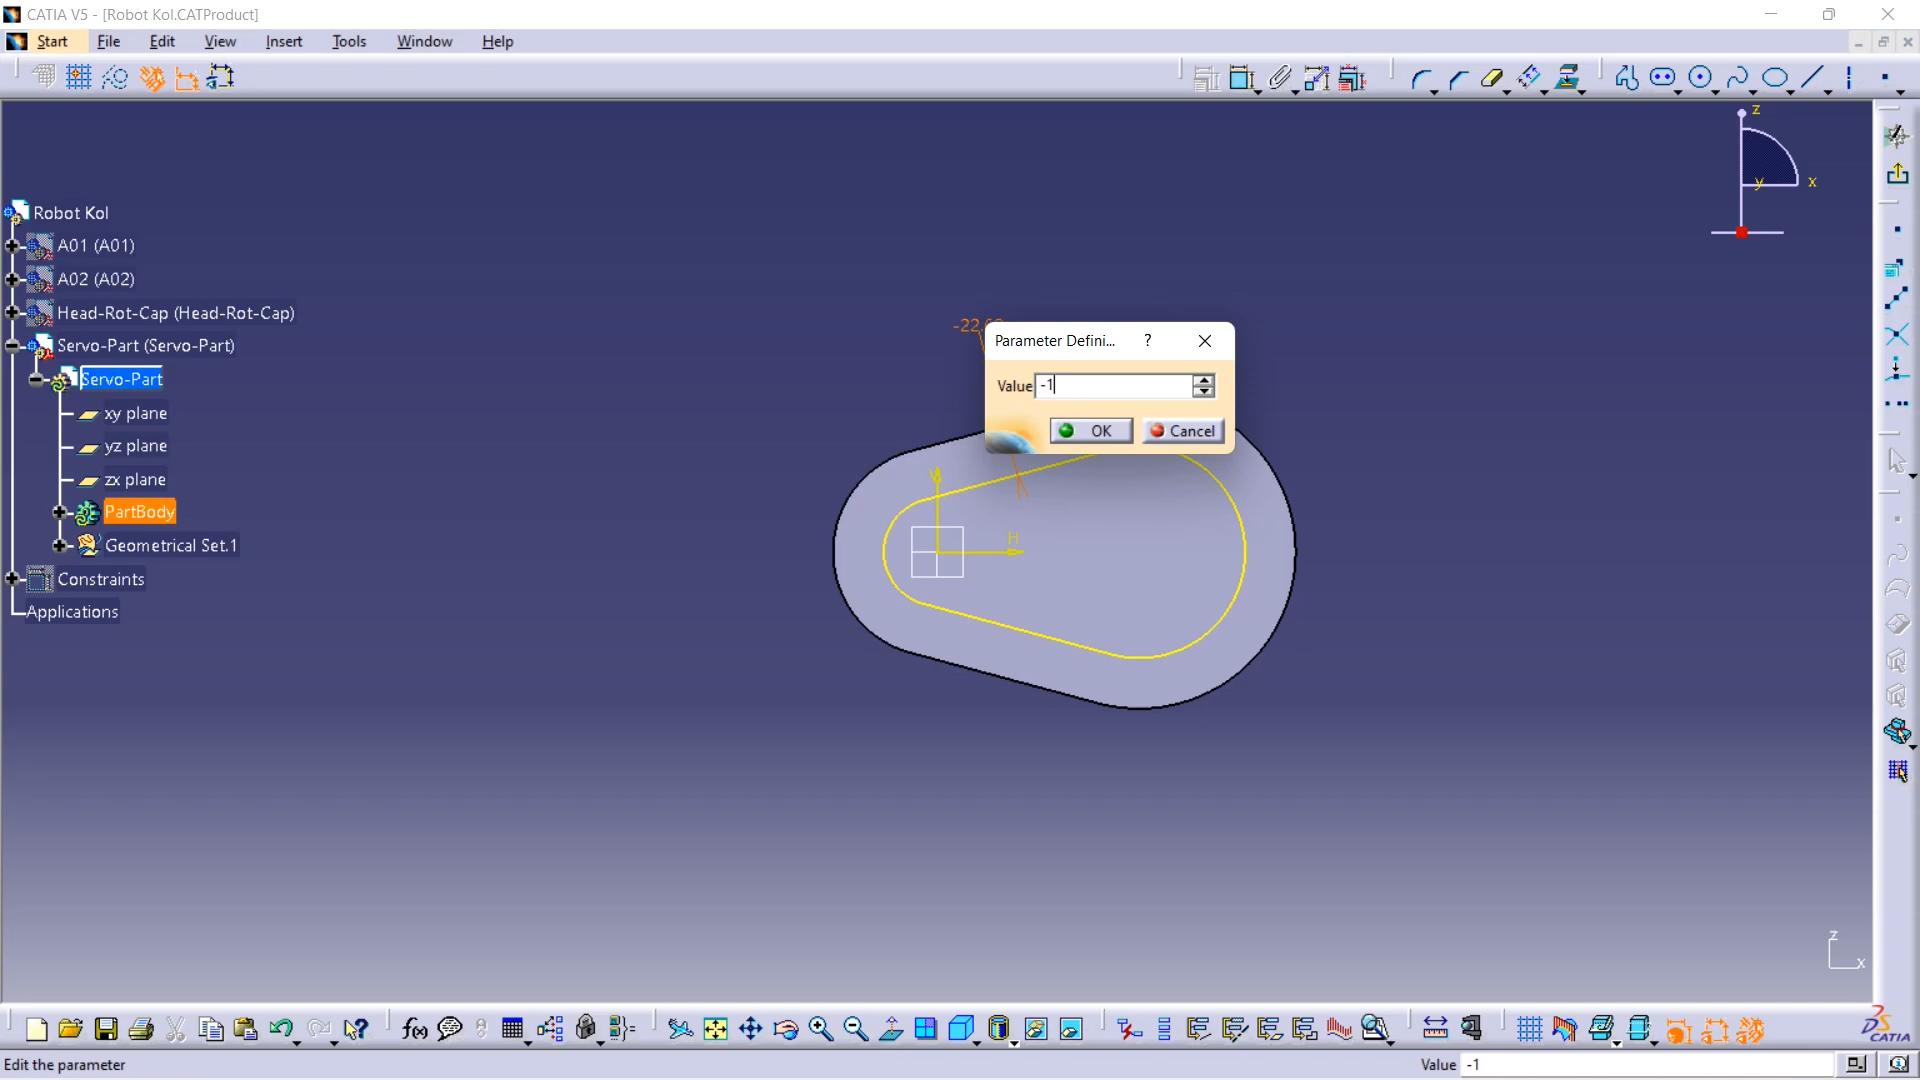 CATIA V5 - [Robot Kol.CATProduct]
Start File Edit View Insert Tools Window Help
z
y
x
Robot Kol
A01 (A01)
A02 (A02)
Head-Rot-Cap (Head-Rot-Cap)
Servo-Part (Servo-Part)
Servo-Part
xy plane
yz plane
zx plane
PartBody
Geometrical Set.1
Constraints
Applications
Parameter Defini... ?
Value -1
OK Cancel
V
H
z
x
f(x)
CATIA
Edit the parameter
Value -1